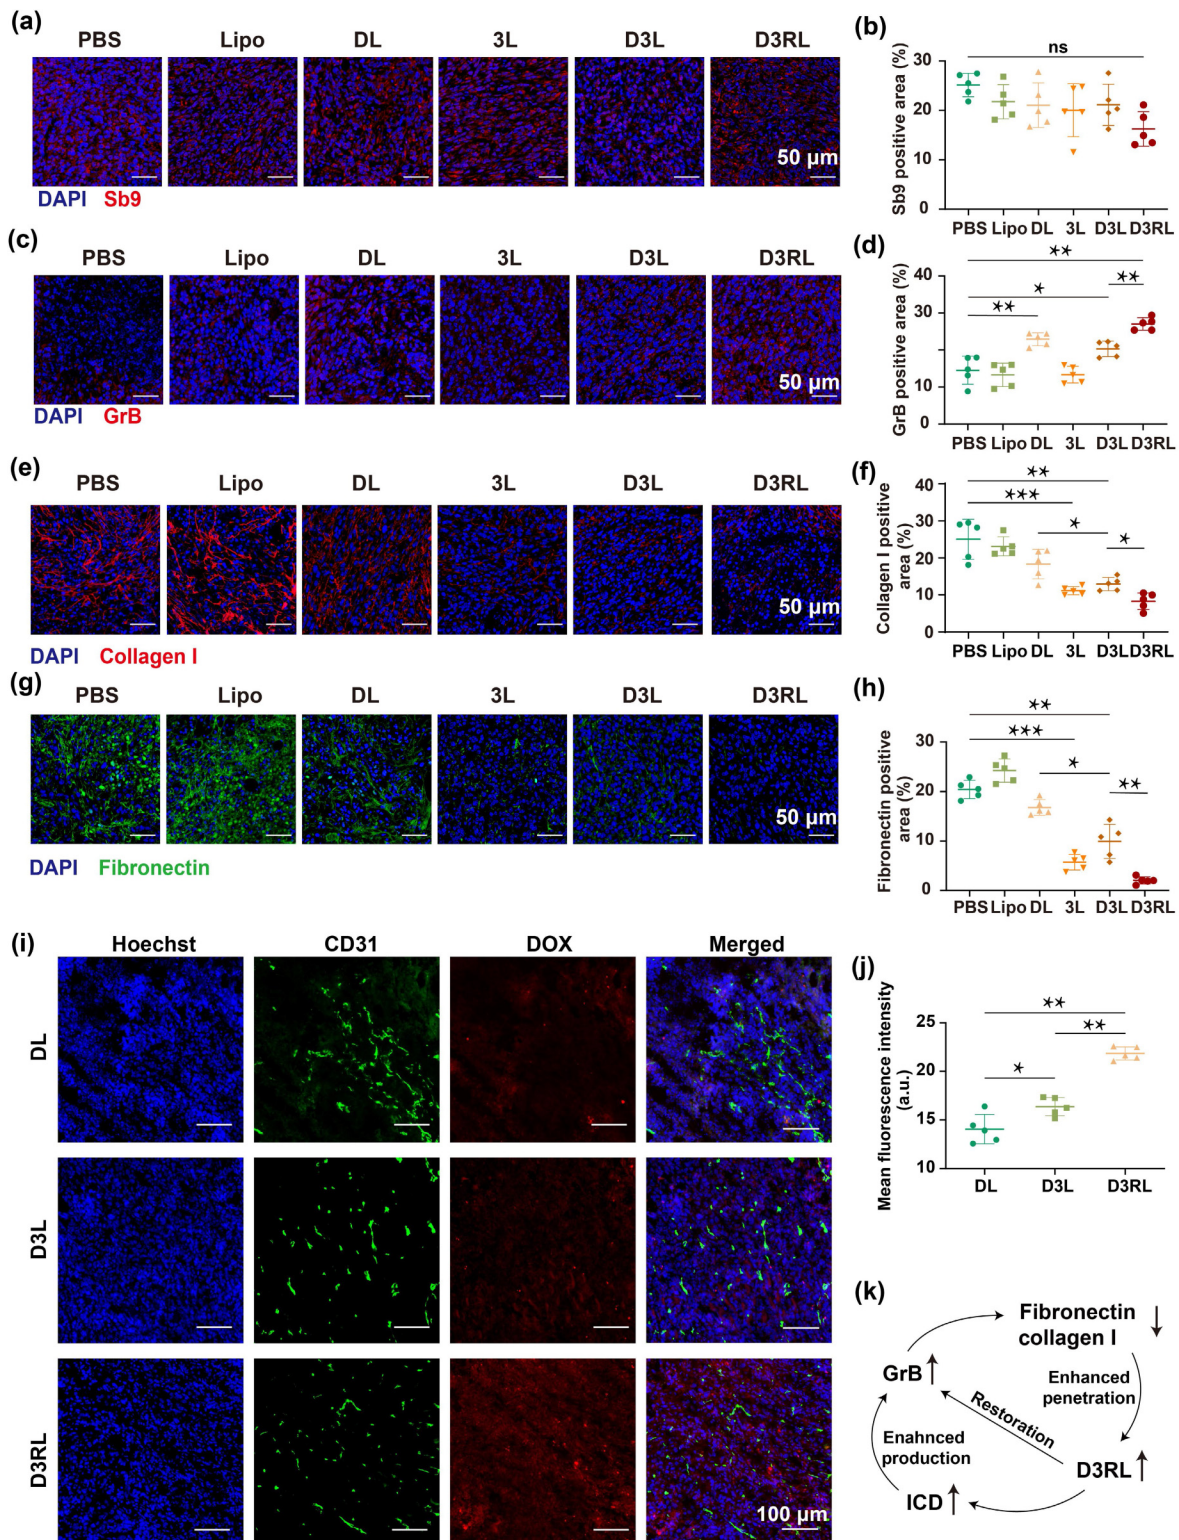 (a)
PBS Lipo DL 3L D3L D3RL
50 μm
DAPI Sb9
(b)
ns
Sb9 positive area (%)
30
20
10
0
PBS Lipo DL 3L D3L D3RL
(c)
PBS Lipo DL 3L D3L D3RL
50 μm
DAPI GrB
(d)
★★
★ ★★
★★
GrB positive area (%)
40
30
10
0
PBS Lipo DL 3L D3L D3RL
(e)
PBS Lipo DL 3L D3L D3RL
50 μm
DAPI Collagen I
(f)
★★
★★★
★
★
Collagen I positive
area (%)
40
30
20
10
0
PBS Lipo DL 3L D3L D3RL
(g)
PBS Lipo DL 3L D3L D3RL
50 μm
DAPI Fibronectin
(h)
★★
★★★
★
★★
Fibronectin positive
area (%)
30
20
10
0
PBS Lipo DL 3L D3L D3RL
(i)
Hoechst CD31 DOX Merged
DL
D3L
D3RL
100 μm
(j)
★★
★★
★
Mean fluorescence intensity
(a.u.)
25
20
15
10
DL D3L D3RL
(k)
Fibronectin
collagen I ↓
GrB ↑
Enhanced
penetration
Restoration
Enahnced
production
D3RL ↑
ICD ↑